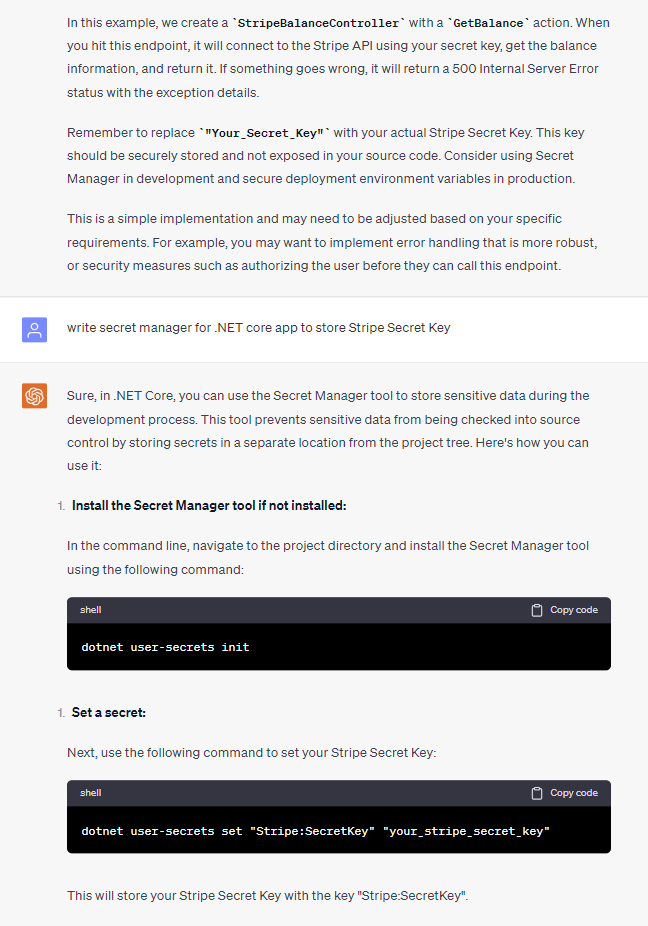 In this example, we create a `StripeBalanceController` with a `GetBalance` action. When
you hit this endpoint, it will connect to the Stripe API using your secret key, get the balance
information, and return it. If something goes wrong, it will return a 500 Internal Server Error
status with the exception details.
Remember to replace `"Your_Secret_Key"` with your actual Stripe Secret Key. This key
should be securely stored and not exposed in your source code. Consider using Secret
Manager in development and secure deployment environment variables in production.
This is a simple implementation and may need to be adjusted based on your specific
requirements. For example, you may want to implement error handling that is more robust,
or security measures such as authorizing the user before they can call this endpoint.
write secret manager for .NET core app to store Stripe Secret Key
Sure, in .NET Core, you can use the Secret Manager tool to store sensitive data during the
development process. This tool prevents sensitive data from being checked into source
control by storing secrets in a separate location from the project tree. Here's how you can
use it:
1. Install the Secret Manager tool if not installed:
In the command line, navigate to the project directory and install the Secret Manager tool
using the following command:
shell Copy code
dotnet user-secrets init
1. Set a secret:
Next, use the following command to set your Stripe Secret Key:
shell Copy code
dotnet user-secrets set "Stripe:SecretKey" "your_stripe_secret_key"
This will store your Stripe Secret Key with the key "Stripe:SecretKey".